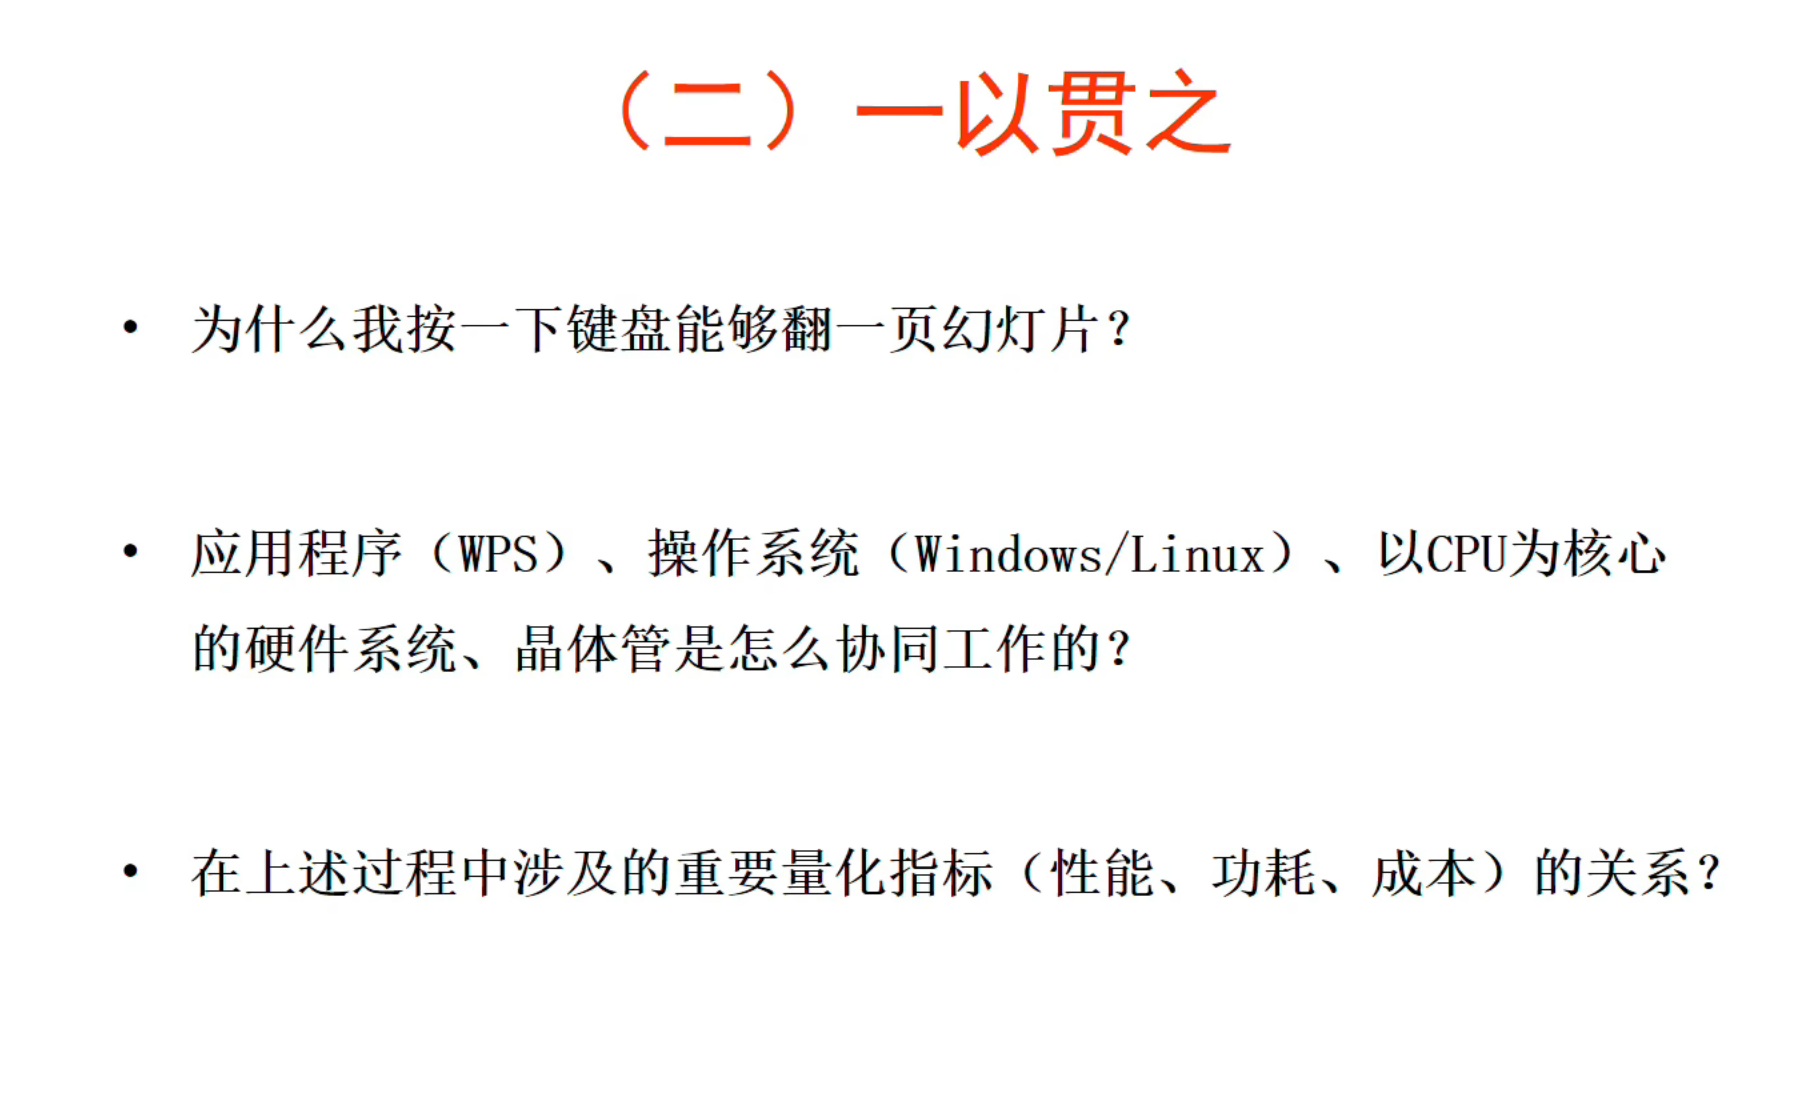 （二）一以贯之
• 为什么我按一下键盘能够翻一页幻灯片？
• 应用程序（WPS）、操作系统（Windows/Linux）、以CPU为核心
的硬件系统、晶体管是怎么协同工作的？
• 在上述过程中涉及的重要量化指标（性能、功耗、成本）的关系？